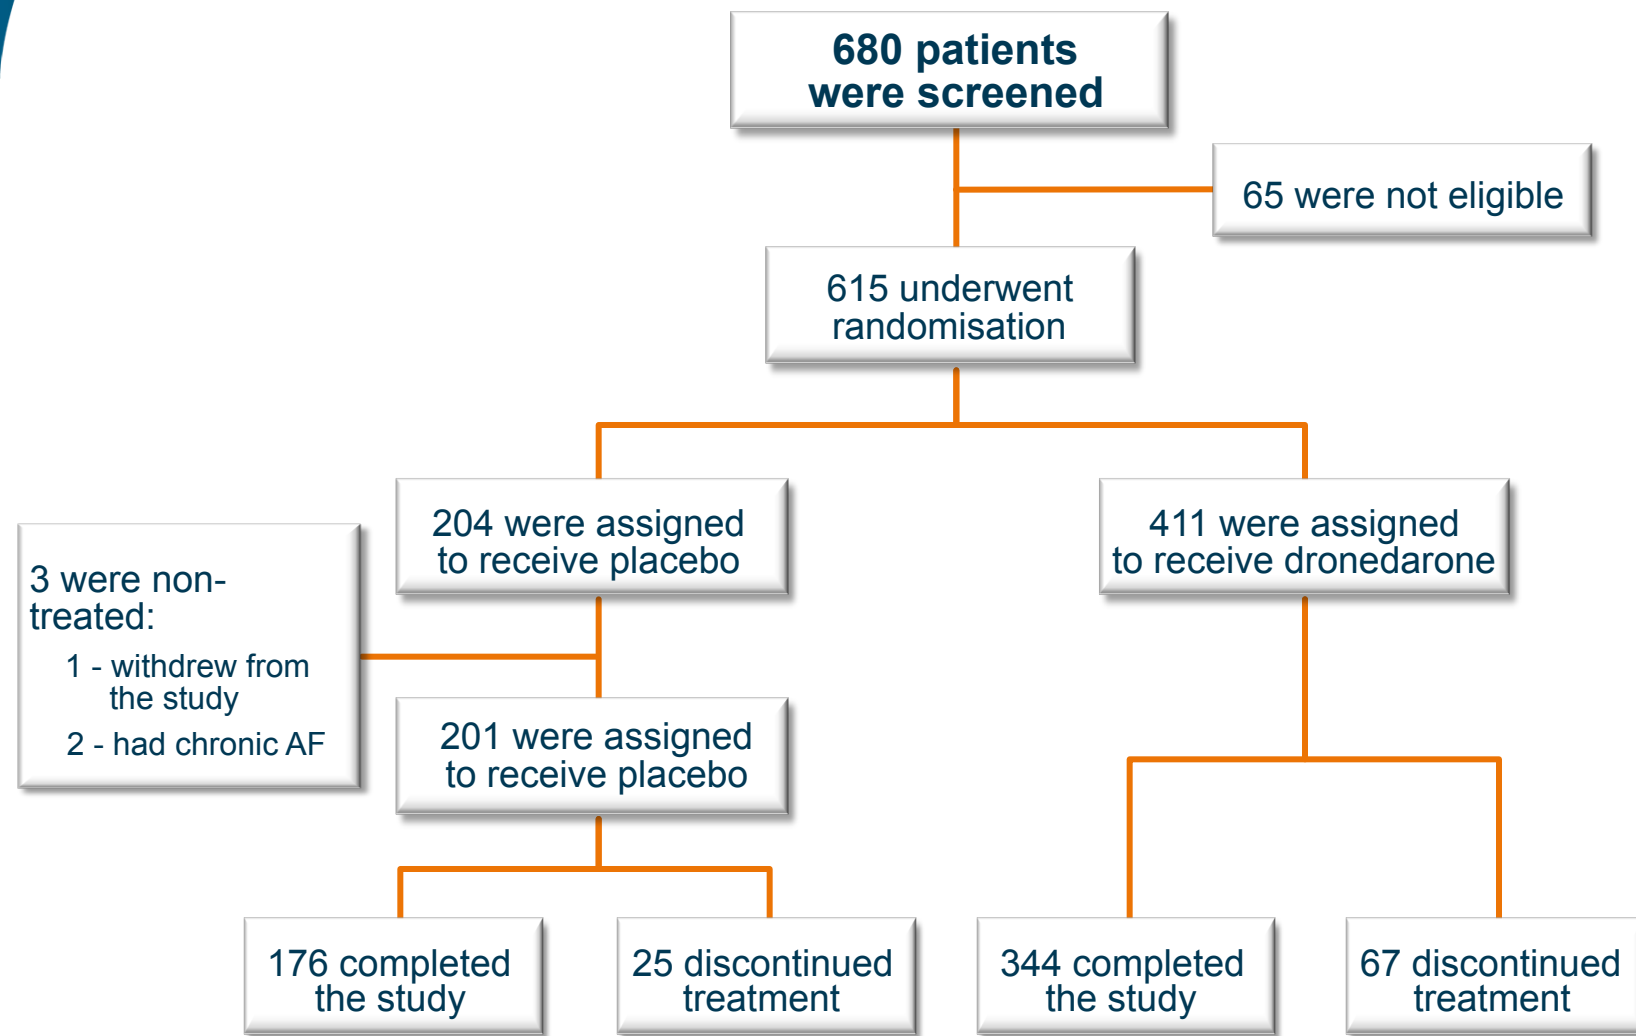 680 patients
were screened
65 were not eligible
615 underwent
randomisation
204 were assigned
to receive placebo
411 were assigned
to receive dronedarone
3 were non-
treated:
1 - withdrew from
the study
2 - had chronic AF
201 were assigned
to receive placebo
176 completed
the study
25 discontinued
treatment
344 completed
the study
67 discontinued
treatment